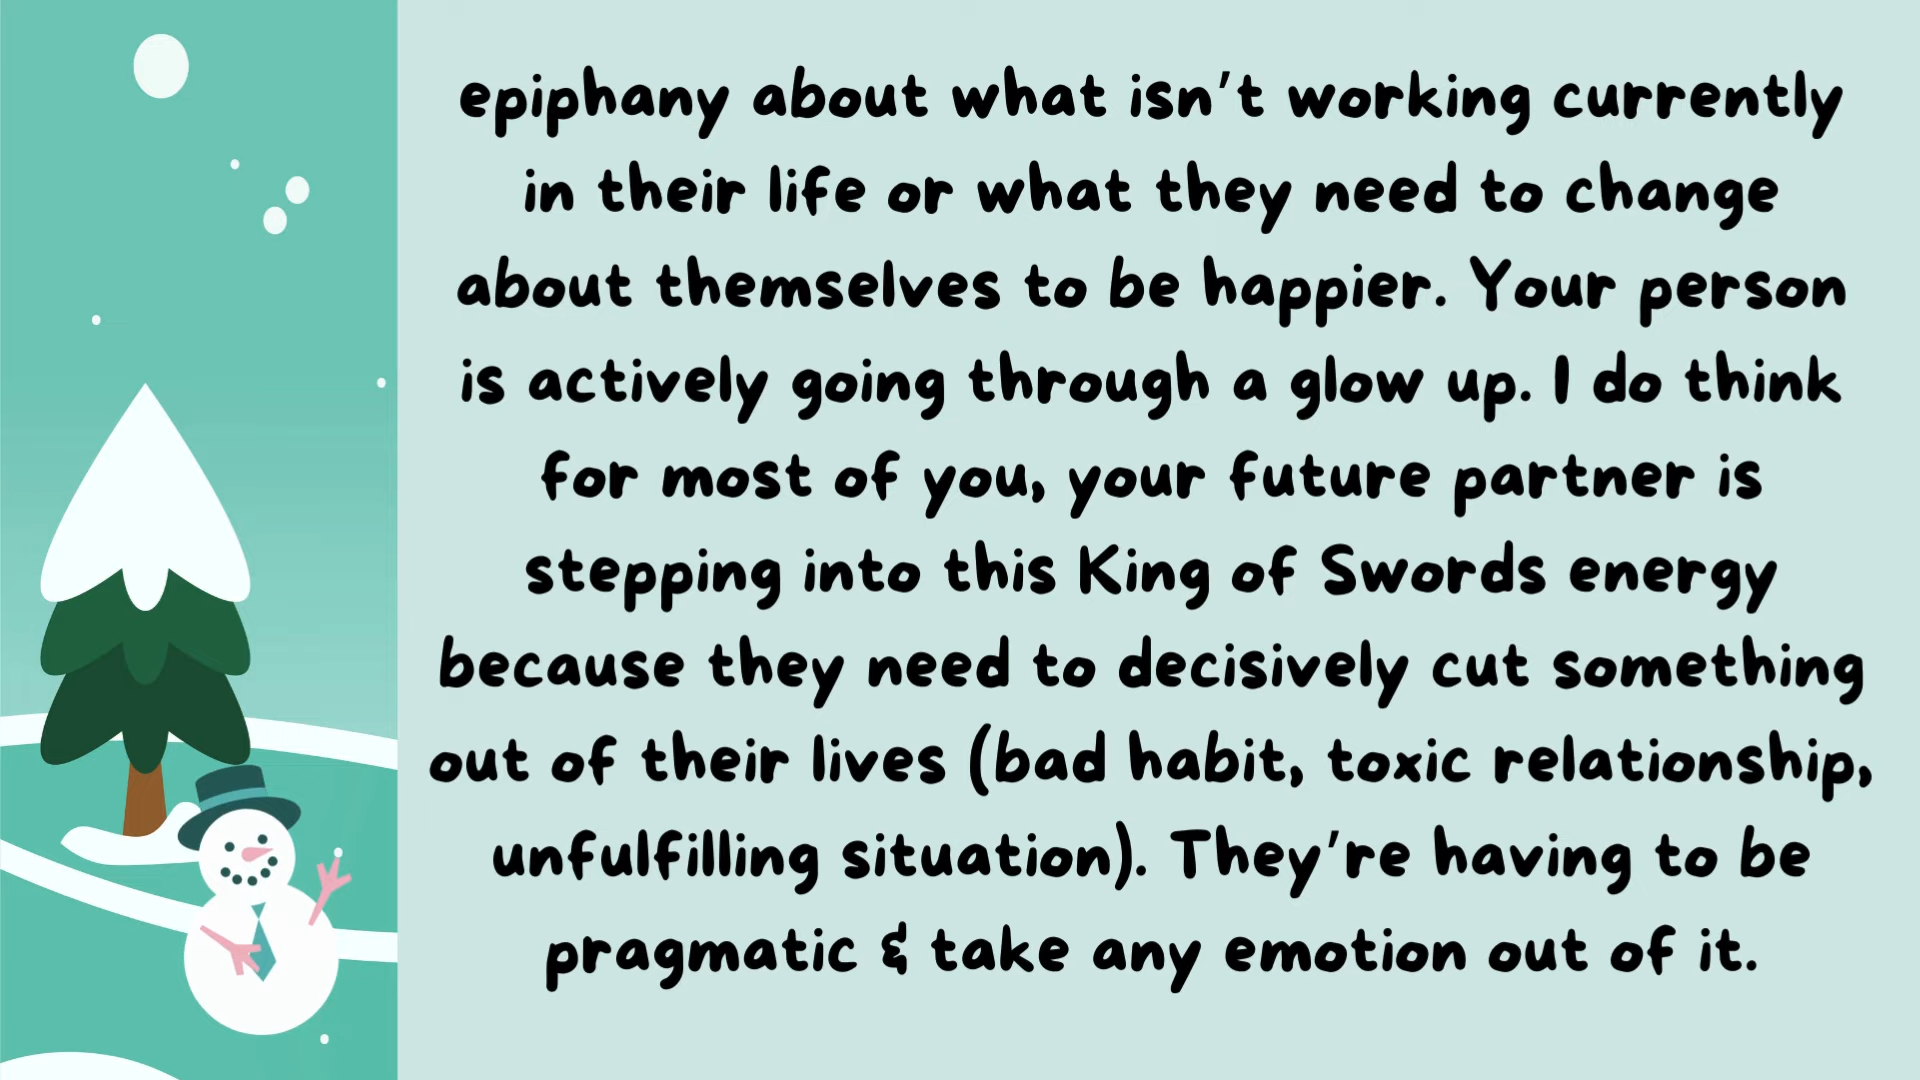 epiphany about what isn't working currently
in their life or what they need to change
about themselves to be happier. Your person
is actively going through a glow up. I do think
for most of you, your future partner is
stepping into this King of Swords energy
because they need to decisively cut something
out of their lives (bad habit, toxic relationship,
unfulfilling situation). They're having to be
pragmatic & take any emotion out of it.